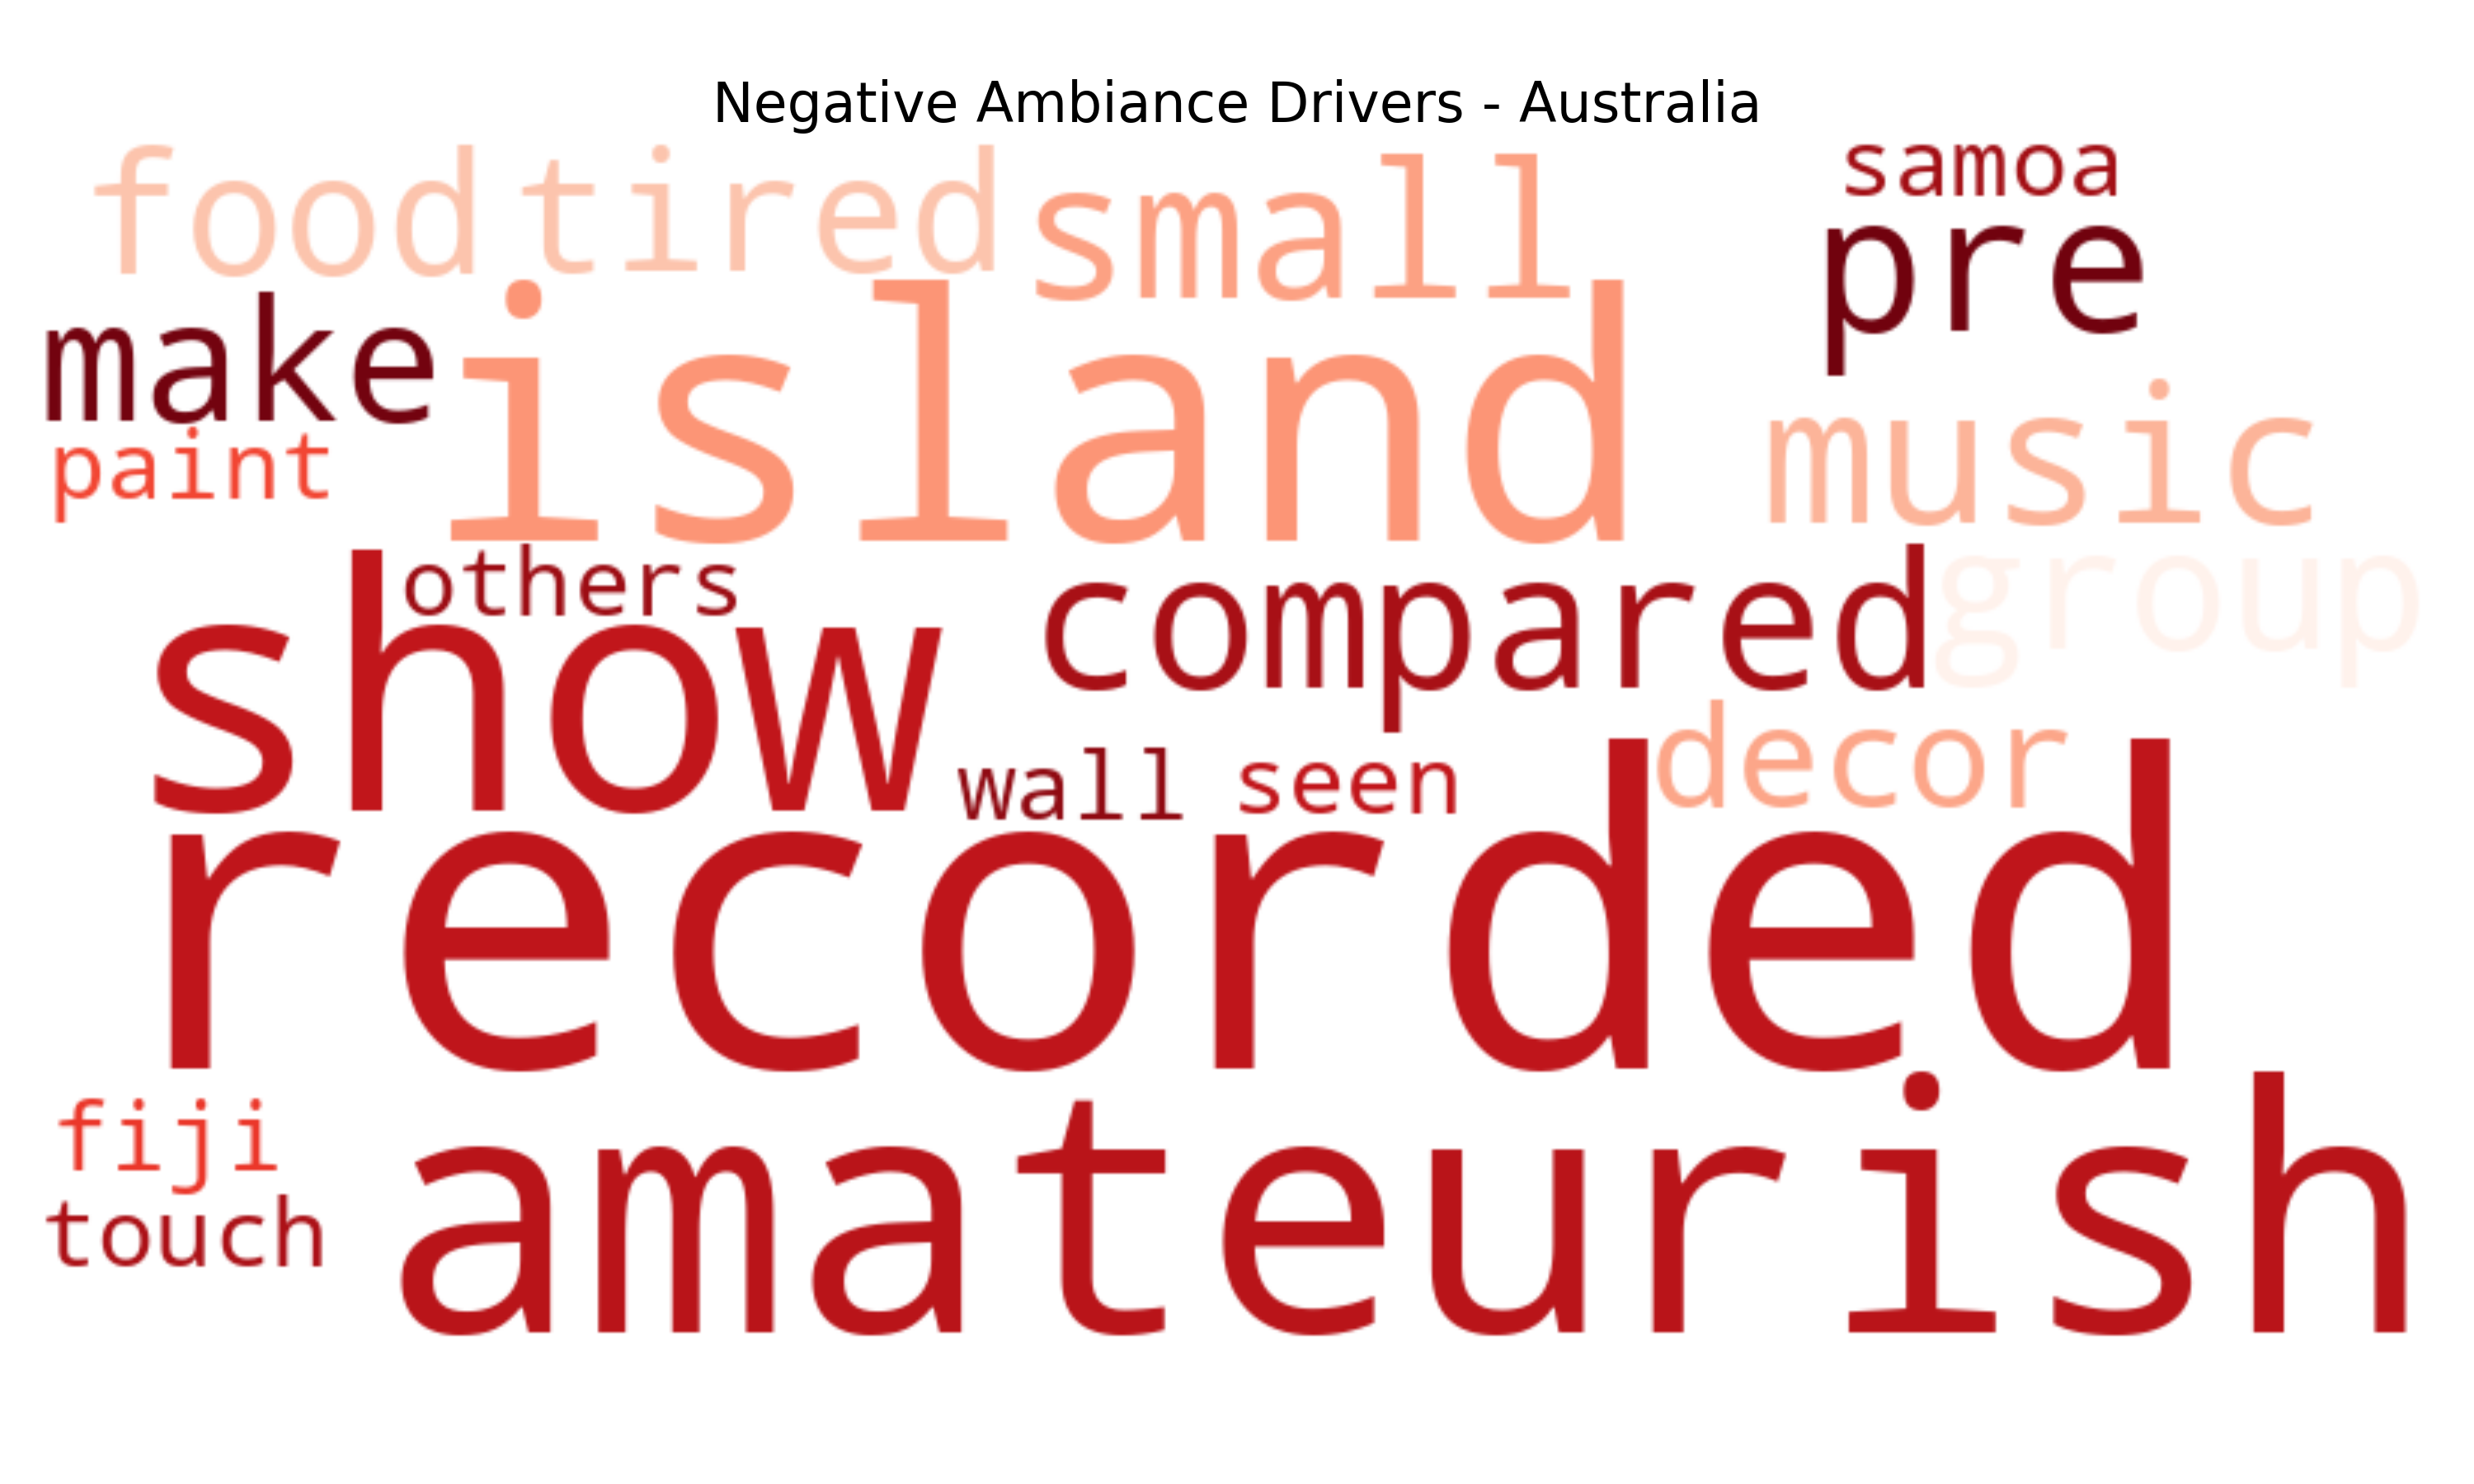 Negative Ambiance Drivers - Australia
food tired small samoa
pre
make island music
paint
others compared group
show
wall seen decor
recorded
fiji
touch amateurish